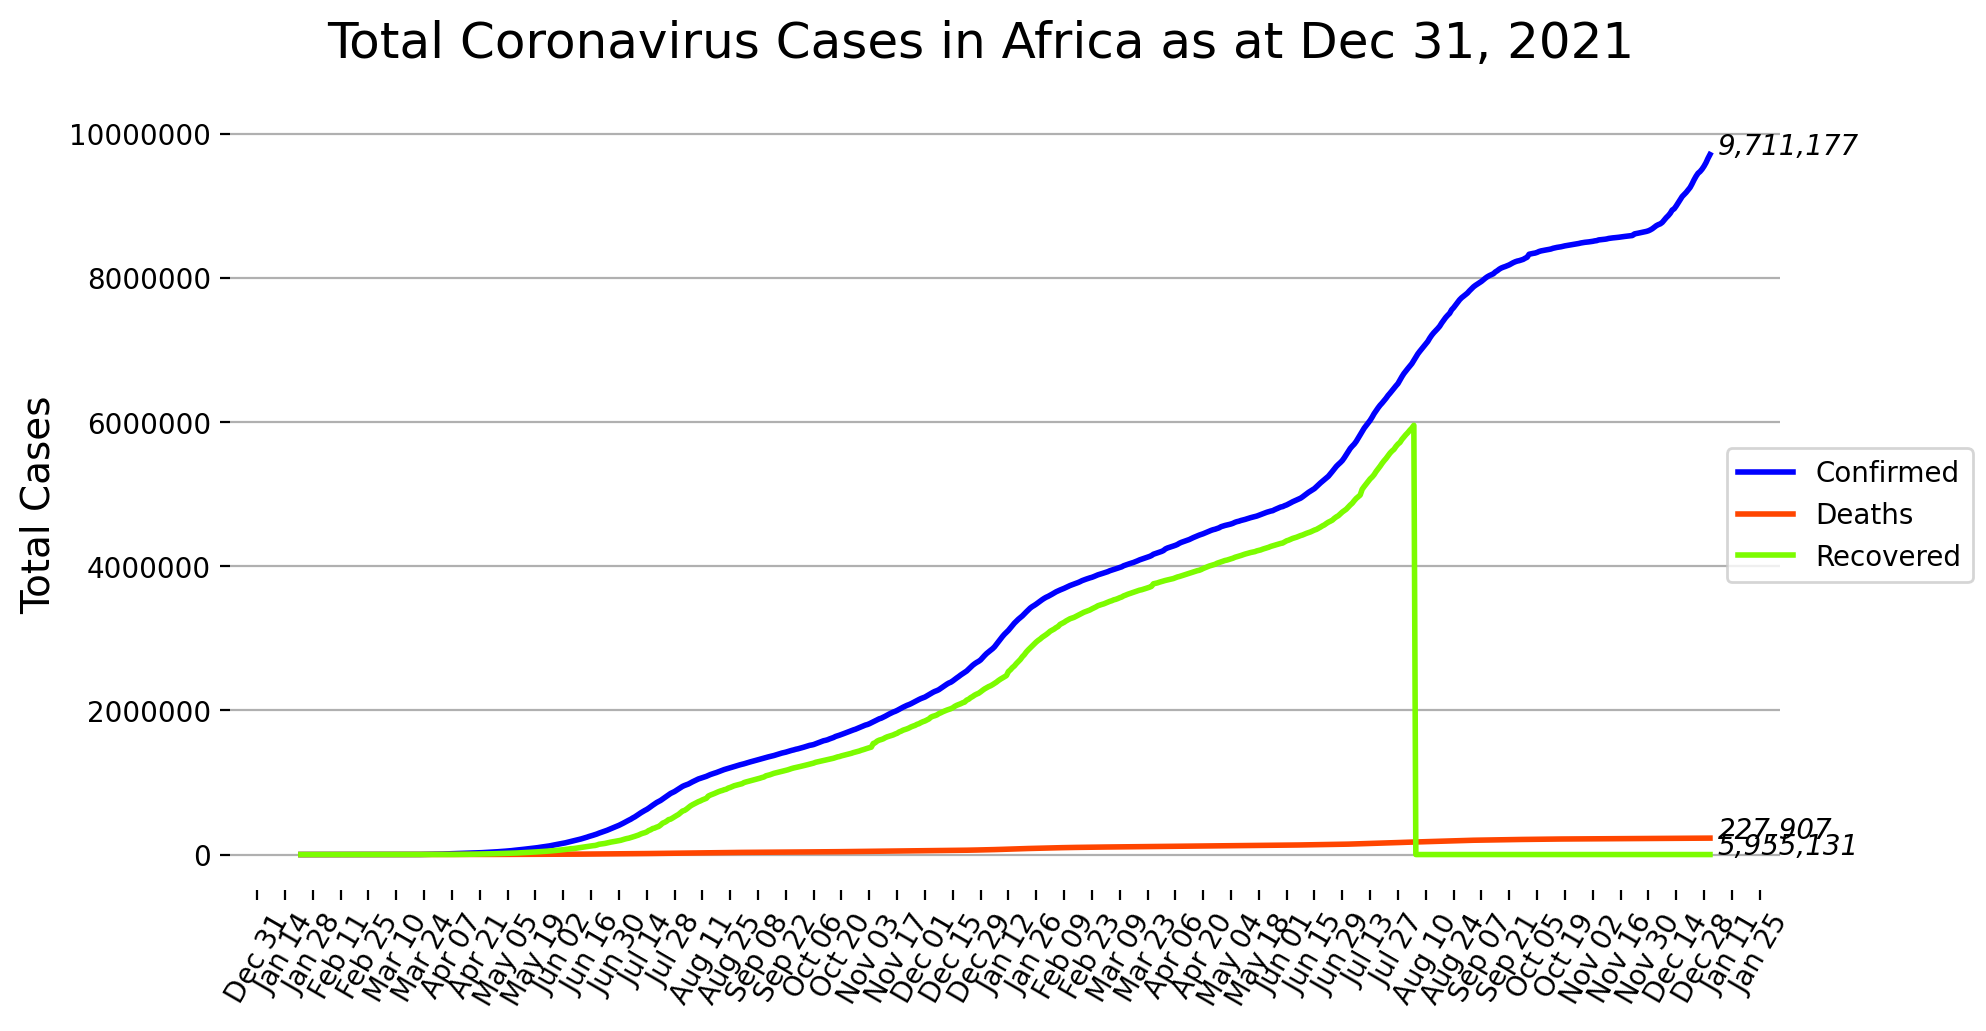 Total Coronavirus Cases in Africa as at Dec 31, 2021
Total Cases
10000000
8000000
6000000
4000000
2000000
0
9,711,177
227,907
5,955,131
Confirmed
Deaths
Recovered
Dec 31
Jan 14
Jan 28
Feb 11
Feb 25
Mar 10
Mar 24
Apr 07
Apr 21
May 05
May 19
Jun 02
Jun 16
Jun 30
Jul 14
Jul 28
Aug 11
Aug 25
Sep 08
Sep 22
Oct 06
Oct 20
Nov 03
Nov 17
Dec 01
Dec 15
Dec 29
Jan 12
Jan 26
Feb 09
Feb 23
Mar 09
Mar 23
Apr 06
Apr 20
May 04
May 18
Jun 01
Jun 15
Jun 29
Jul 13
Jul 27
Aug 10
Aug 24
Sep 07
Sep 21
Oct 05
Oct 19
Nov 02
Nov 16
Nov 30
Dec 14
Dec 28
Jan 11
Jan 25